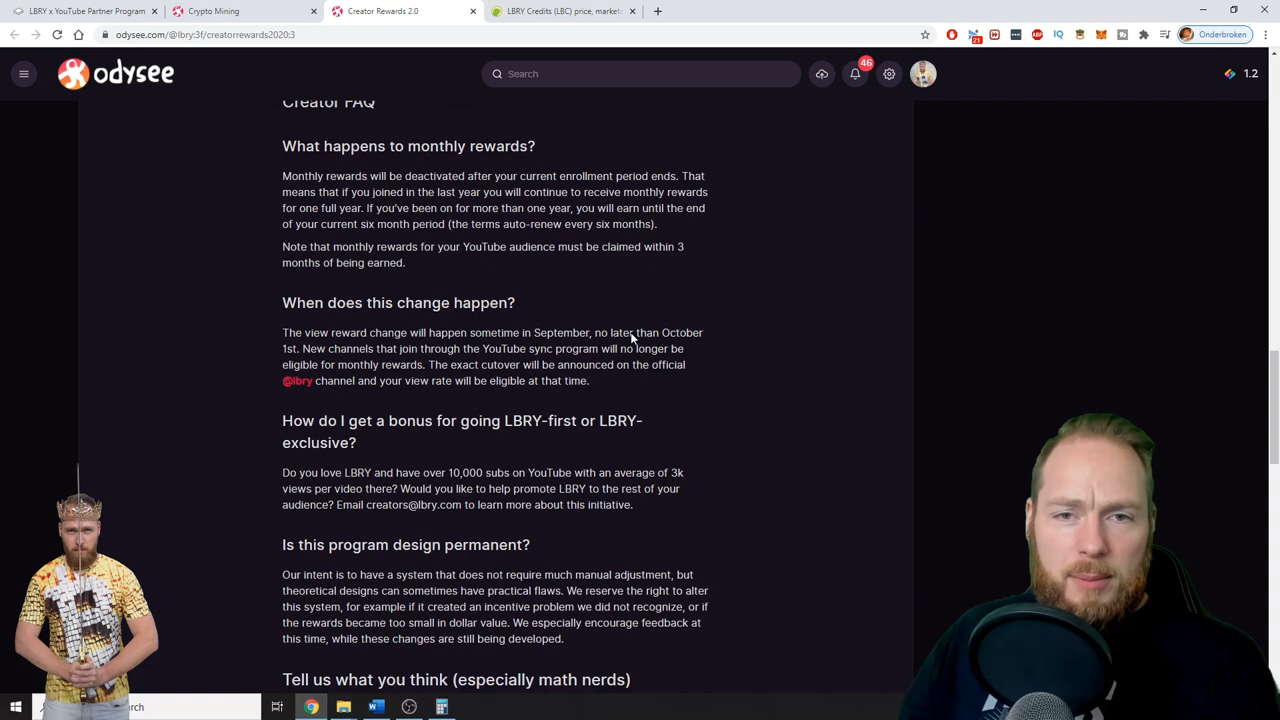 LBRY x YouTube Partner Program
Crypto Mining
Creator Rewards 2.0
LBRY Credits (LBC) price, market
odysee.com/@lbry:3f/creatorrewards2020:3
21
ABP
IQ
Onderbroken
odysee
Search
46
1.2
Creator FAQ
What happens to monthly rewards?
Monthly rewards will be deactivated after your current enrollment period ends. That
means that if you joined in the last year you will continue to receive monthly rewards
for one full year. If you've been on for more than one year, you will earn until the end
of your current six month period (the terms auto-renew every six months).
Note that monthly rewards for your YouTube audience must be claimed within 3
months of being earned.
When does this change happen?
The view reward change will happen sometime in September, no later than October
1st. New channels that join through the YouTube sync program will no longer be
eligible for monthly rewards. The exact cutover will be announced on the official
@lbry channel and your view rate will be eligible at that time.
How do I get a bonus for going LBRY-first or LBRY-
exclusive?
Do you love LBRY and have over 10,000 subs on YouTube with an average of 3k
views per video there? Would you like to help promote LBRY to the rest of your
audience? Email creators@lbry.com to learn more about this initiative.
Is this program design permanent?
Our intent is to have a system that does not require much manual adjustment, but
theoretical designs can sometimes have practical flaws. We reserve the right to alter
this system, for example if it created an incentive problem we did not recognize, or if
the rewards became too small in dollar value. We especially encourage feedback at
this time, while these changes are still being developed.
Tell us what you think (especially math nerds)
rch